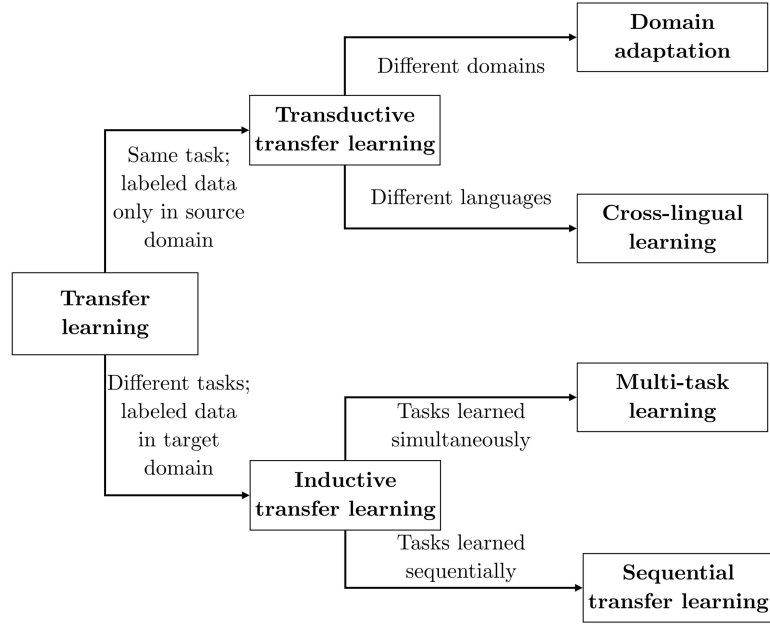 Domain
adaptation
Different domains
Transductive
transfer learning
Same task;
labeled data
only in source
domain
Different languages
Cross-lingual
learning
Transfer
learning
Different tasks;
labeled data
in target
domain
Multi-task
learning
Tasks learned
simultaneously
Inductive
transfer learning
Tasks learned
sequentially
Sequential
transfer learning